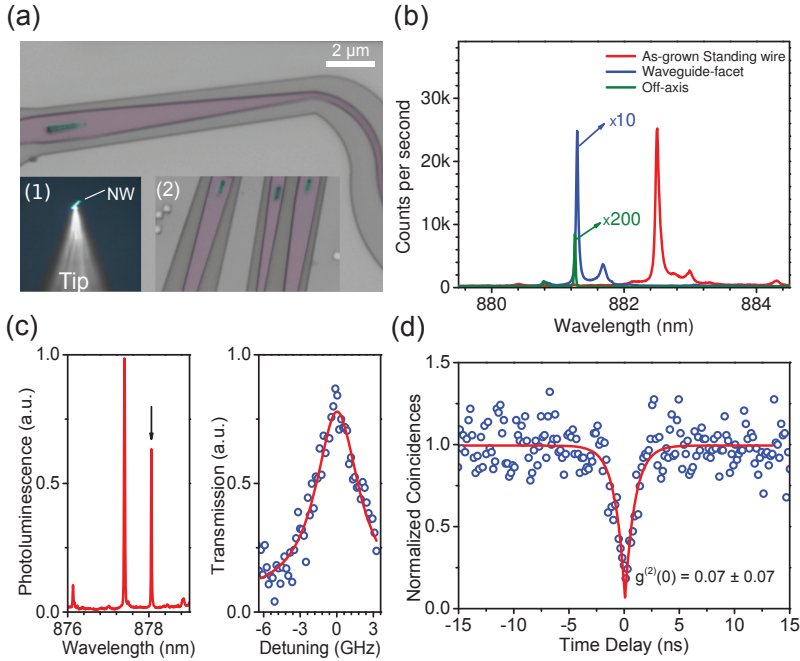 (a)
2 μm
(1)
NW
Tip
(2)
(b)
Counts per second
30k
20k
10k
0
As-grown Standing wire
Waveguide-facet
Off-axis
x10
x200
880
882
884
Wavelength (nm)
(c)
Photoluminescence (a.u.)
1.0
0.5
0.0
876
878
Wavelength (nm)
Transmission (a.u.)
1.0
0.5
0.0
-6
-3
0
3
Detuning (GHz)
(d)
Normalized Coincidences
1.5
1.0
0.5
0.0
g⁽²⁾(0) = 0.07 ± 0.07
-15
-10
-5
0
5
10
15
Time Delay (ns)